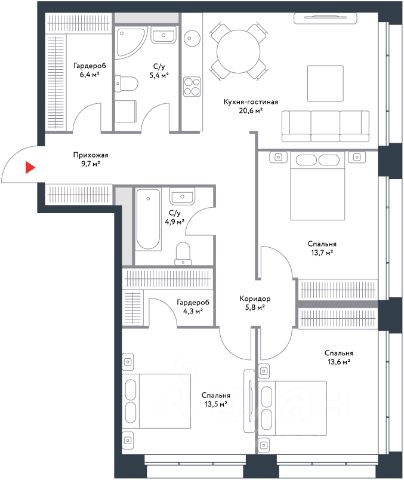 Гардероб
6,4 м²
С/у
5,4 м²
Кухня-гостиная
20,6 м²
Прихожая
9,7 м²
С/у
4,9 м²
Спальня
13,7 м²
Гардероб
4,3 м²
Коридор
5,8 м²
Спальня
13,6 м²
Спальня
13,5 м²